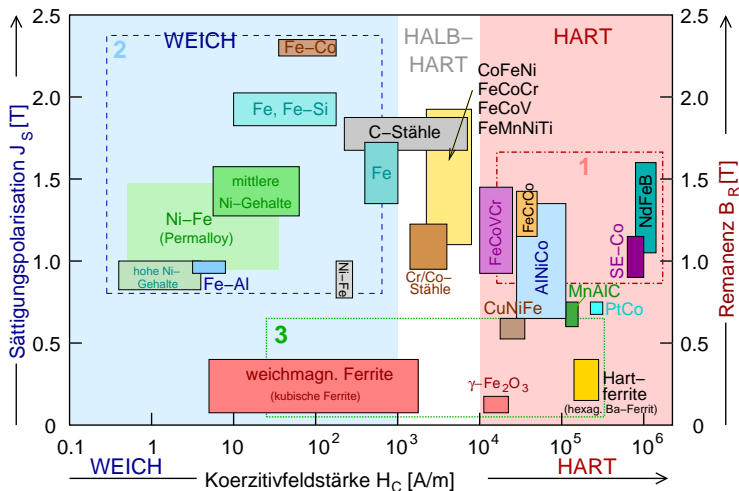 WEICH
HALB–
HART
HART
2
Fe–Co
CoFeNi
FeCoCr
FeCoV
FeMnNiTi
Fe, Fe–Si
C–Stähle
1
Fe
mittlere
Ni–Gehalte
Ni–Fe
(Permalloy)
FeCoVCr
FeCrCo
NdFeB
SE–Co
AlNiCo
hohe Ni–
Gehalte
Fe–Al
Ni–Fe
Cr/Co–
Stähle
MnAlC
CuNiFe
PtCo
3
weichmagn. Ferrite
(kubische Ferrite)
γ–Fe₂O₃
Hart–
ferrite
(hexag. Ba–Ferrit)
Sättigungspolarisation J S [T]
2.5
2.0
1.5
1.0
0.5
0.0
Remanenz B R [T]
2.5
2.0
1.5
1.0
0.5
0.0
0.1
1
10
10²
10³
10⁴
10⁵
10⁶
WEICH
Koerzitivfeldstärke H C [A/m]
HART